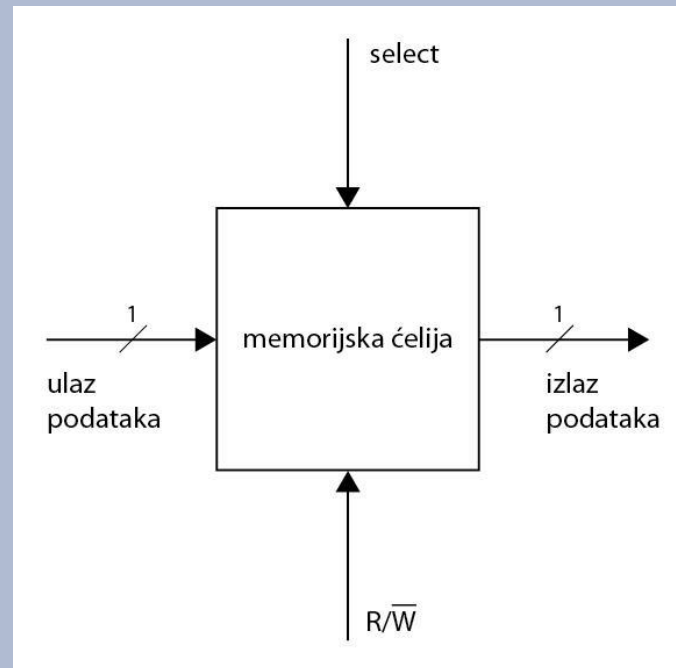 select
1
memorijska ćelija
1
ulaz
podataka
izlaz
podataka
R/W̅